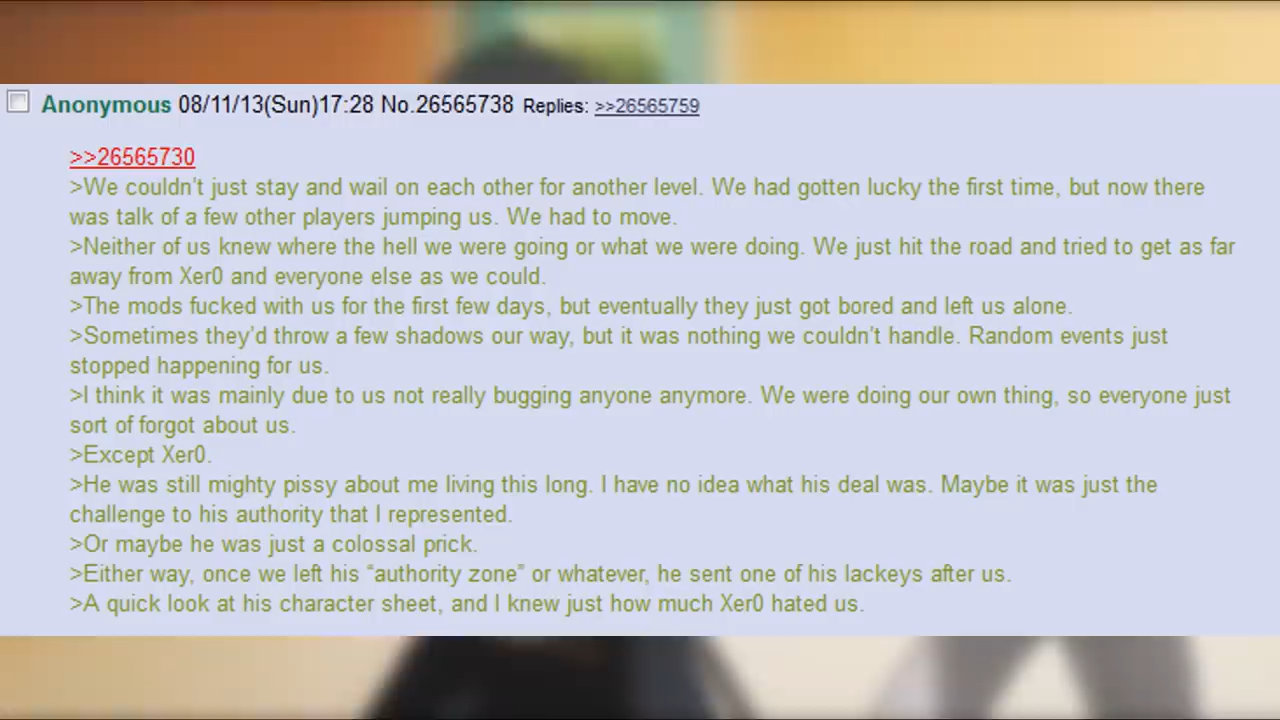 Anonymous 08/11/13(Sun)17:28 No.26565738 Replies: >>26565759
>>26565730
>We couldn't just stay and wail on each other for another level. We had gotten lucky the first time, but now there
was talk of a few other players jumping us. We had to move.
>Neither of us knew where the hell we were going or what we were doing. We just hit the road and tried to get as far
away from Xer0 and everyone else as we could.
>The mods fucked with us for the first few days, but eventually they just got bored and left us alone.
>Sometimes they'd throw a few shadows our way, but it was nothing we couldn't handle. Random events just
stopped happening for us.
>I think it was mainly due to us not really bugging anyone anymore. We were doing our own thing, so everyone just
sort of forgot about us.
>Except Xer0.
>He was still mighty pissy about me living this long. I have no idea what his deal was. Maybe it was just the
challenge to his authority that I represented.
>Or maybe he was just a colossal prick.
>Either way, once we left his “authority zone” or whatever, he sent one of his lackeys after us.
>A quick look at his character sheet, and I knew just how much Xer0 hated us.